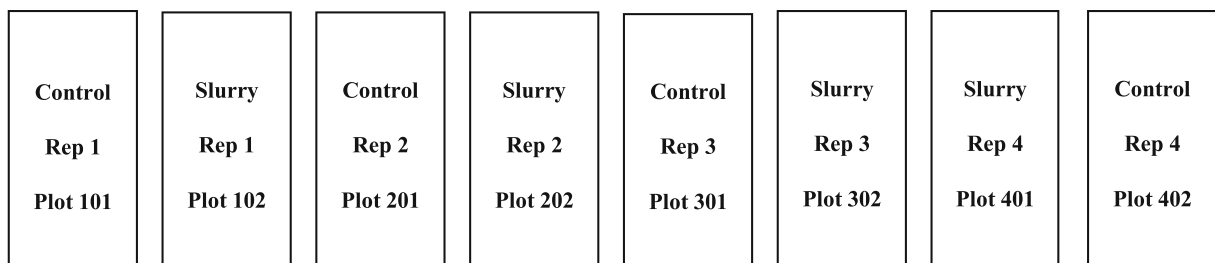 Control
Rep 1
Plot 101
Slurry
Rep 1
Plot 102
Control
Rep 2
Plot 201
Slurry
Rep 2
Plot 202
Control
Rep 3
Plot 301
Slurry
Rep 3
Plot 302
Slurry
Rep 4
Plot 401
Control
Rep 4
Plot 402